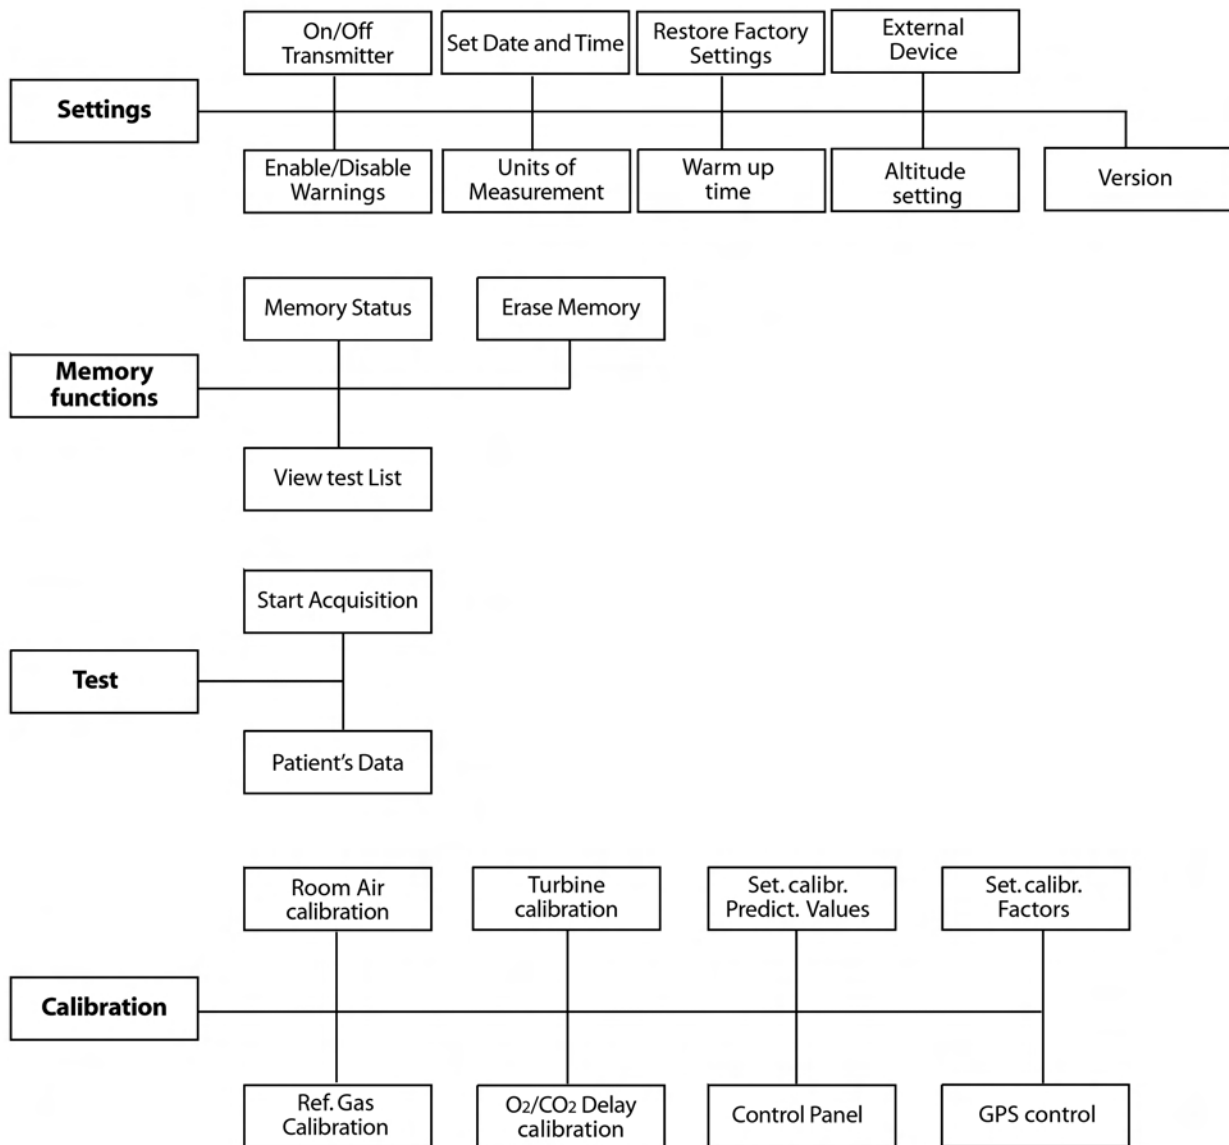 On/Off
Transmitter
Set Date and Time
Restore Factory
Settings
External
Device
Settings
Enable/Disable
Warnings
Units of
Measurement
Warm up
time
Altitude
setting
Version
Memory Status
Erase Memory
Memory
functions
View test List
Start Acquisition
Test
Patient’s Data
Room Air
calibration
Turbine
calibration
Set. calibr.
Predict. Values
Set. calibr.
Factors
Calibration
Ref. Gas
Calibration
O2/CO2 Delay
calibration
Control Panel
GPS control